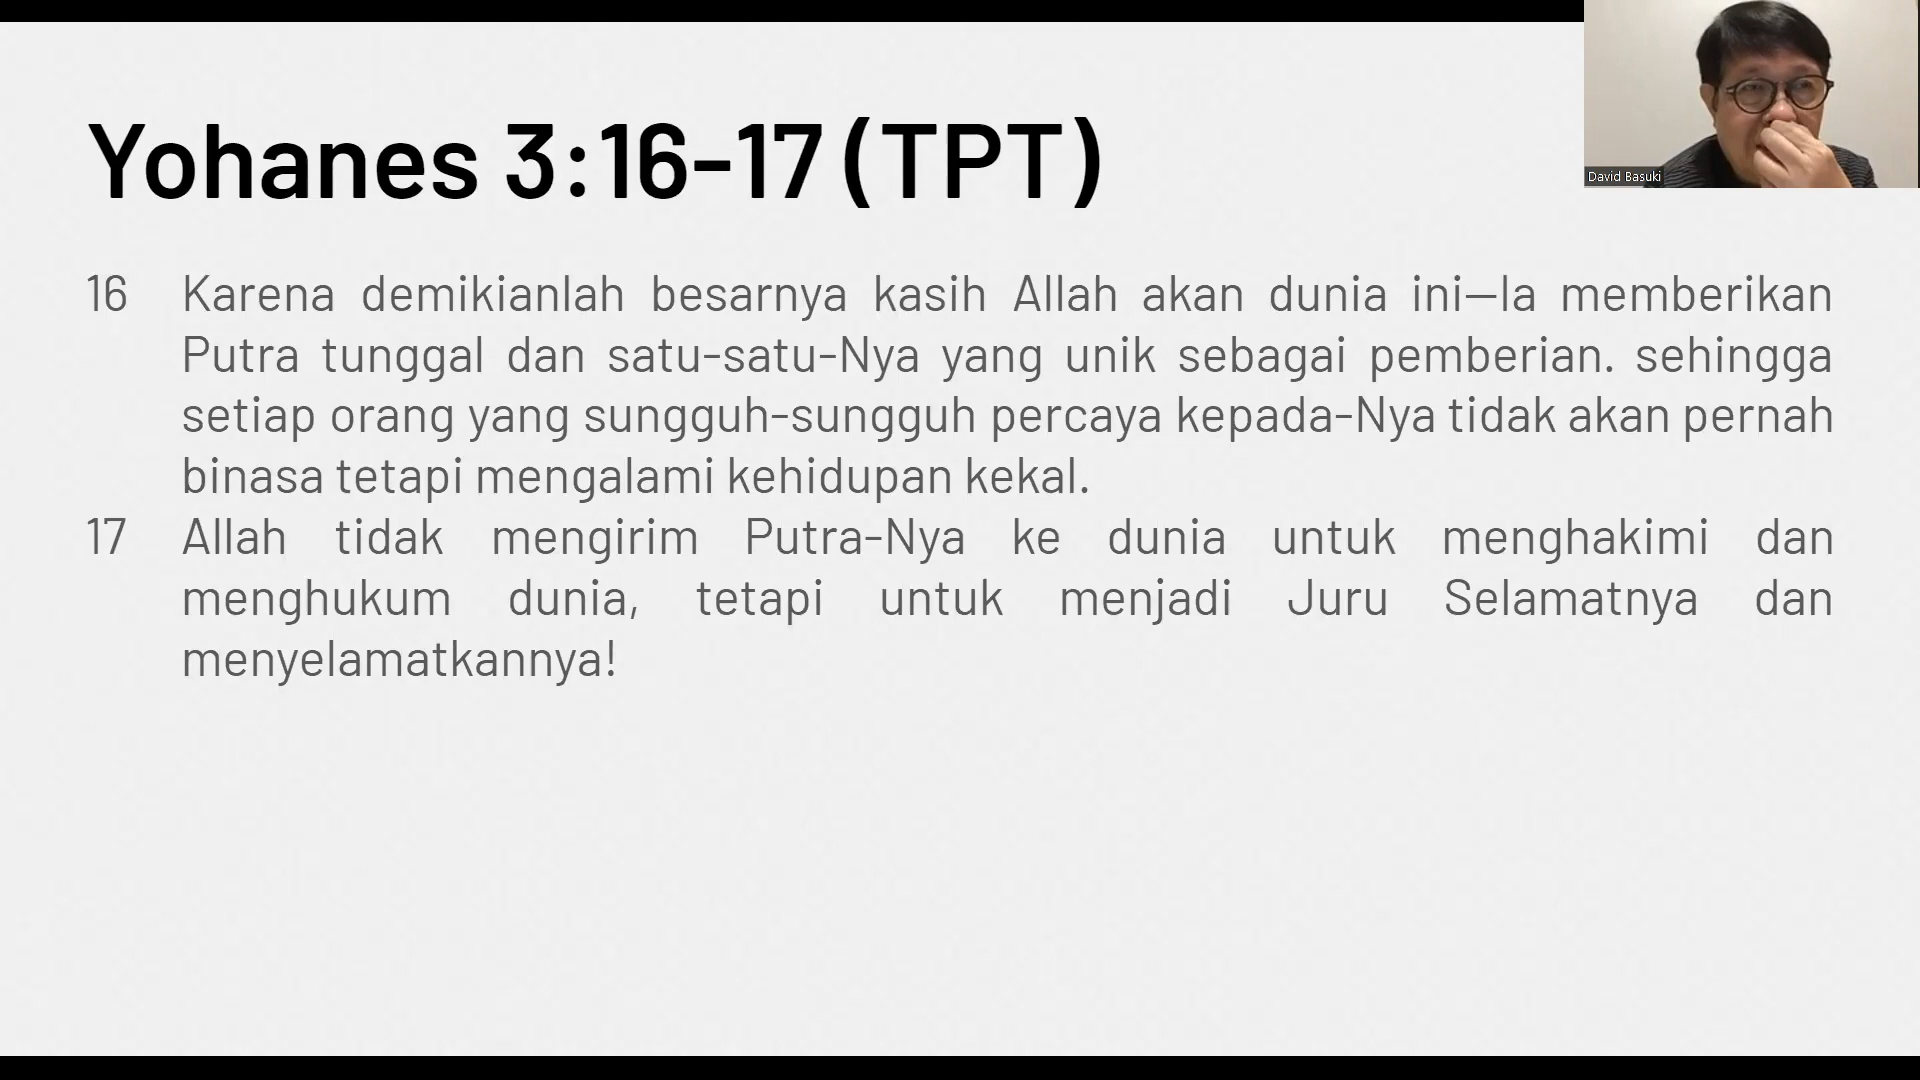 Yohanes 3:16-17 (TPT)
David Basuki
16 Karena demikianlah besarnya kasih Allah akan dunia ini—Ia memberikan
Putra tunggal dan satu-satu-Nya yang unik sebagai pemberian. sehingga
setiap orang yang sungguh-sungguh percaya kepada-Nya tidak akan pernah
binasa tetapi mengalami kehidupan kekal.
17 Allah tidak mengirim Putra-Nya ke dunia untuk menghakimi dan
menghukum dunia, tetapi untuk menjadi Juru Selamatnya dan
menyelamatkannya!